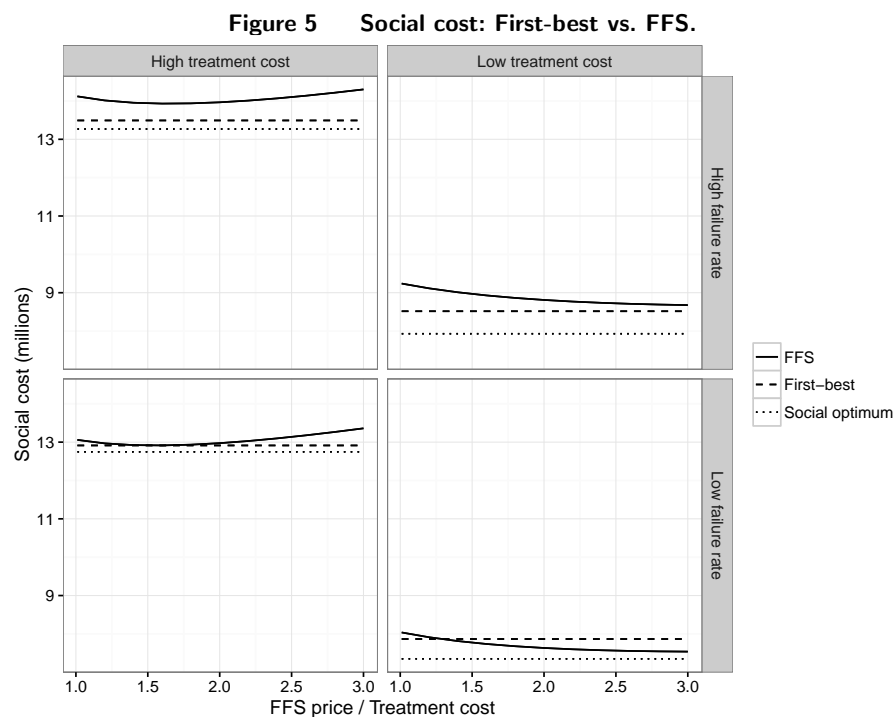 Figure 5 Social cost: First-best vs. FFS.
High treatment cost
Low treatment cost
High failure rate
Low failure rate
Social cost (millions)
13
11
9
13
11
9
1.0 1.5 2.0 2.5 3.0
1.0 1.5 2.0 2.5 3.0
FFS price / Treatment cost
FFS
First−best
Social optimum